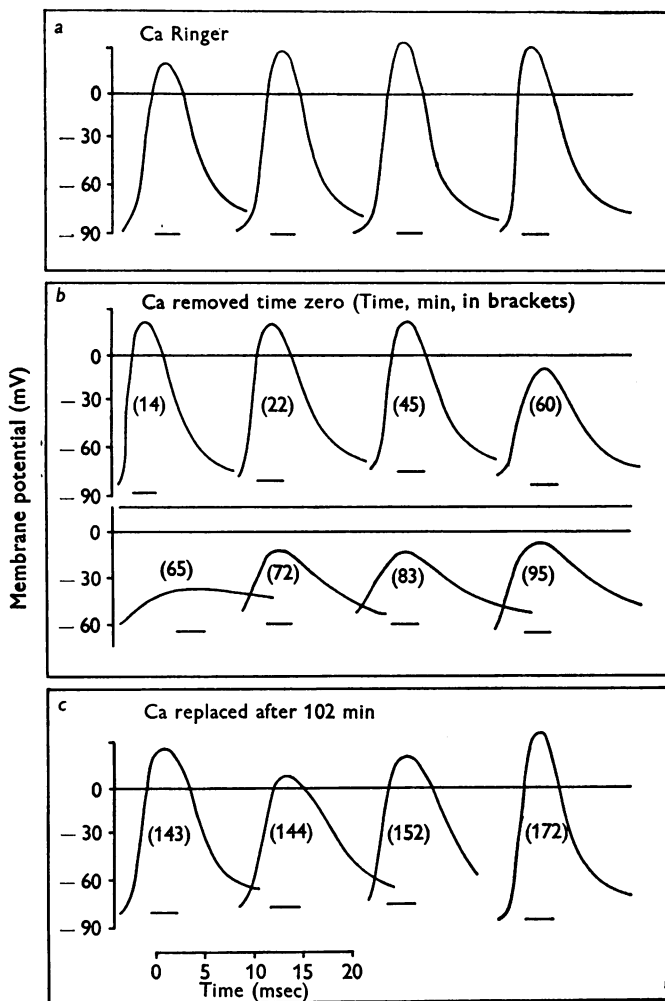 a
Ca Ringer
0
— 30
— 60
— 90
b
Ca removed time zero (Time, min, in brackets)
0
— 30
(14) (22) (45) (60)
— 60
— 90
0
(65) (72) (83) (95)
— 30
— 60
c
Ca replaced after 102 min
0
— 30
(143) (144) (152) (172)
— 60
— 90
0 5 10 15 20
Time (msec)
Membrane potential (mV)